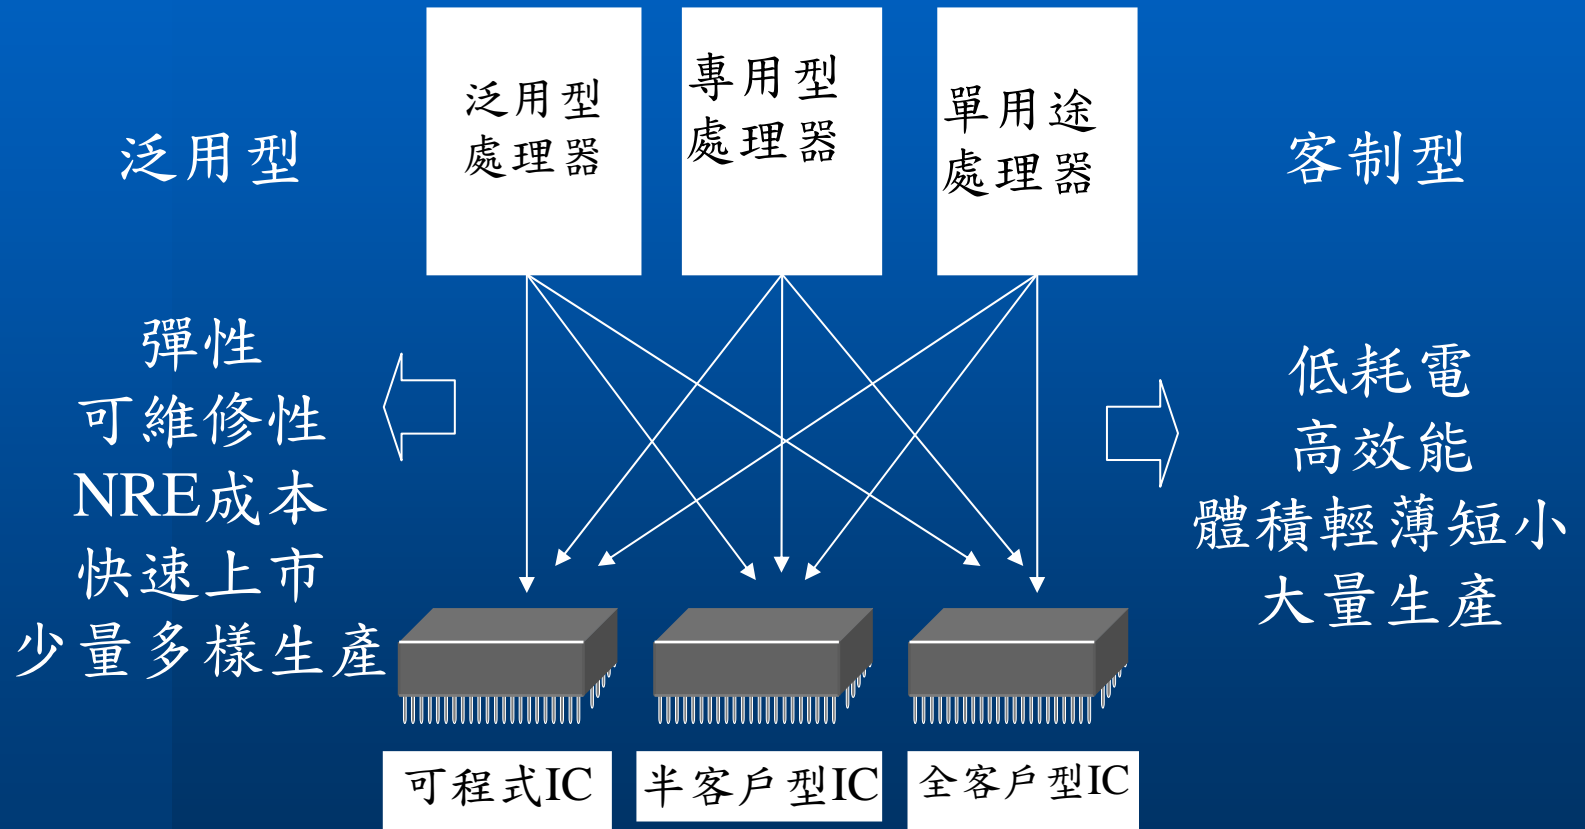 泛用型
處理器
專用型
處理器
單用途
處理器
泛用型
客制型
彈性
可維修性
NRE成本
快速上市
少量多樣生產
低耗電
高效能
體積輕薄短小
大量生產
可程式IC
半客戶型IC
全客戶型IC